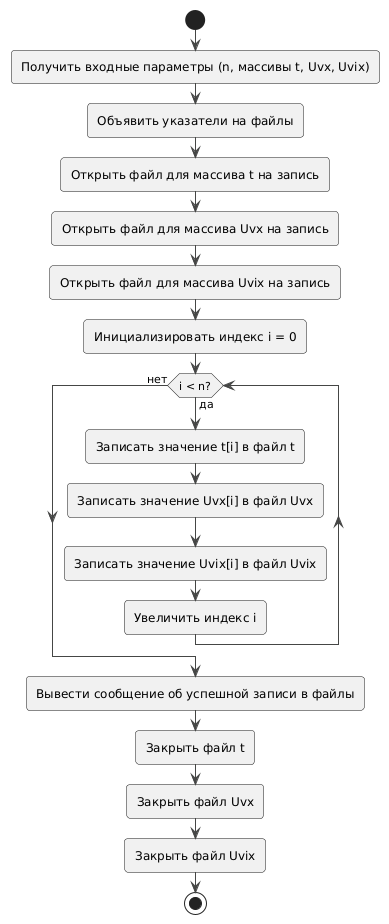 Получить входные параметры (n, массивы t, Uvx, Uvix)
Объявить указатели на файлы
Открыть файл для массива t на запись
Открыть файл для массива Uvx на запись
Открыть файл для массива Uvix на запись
Инициализировать индекс i = 0
нет
i < n?
да
Записать значение t[i] в файл t
Записать значение Uvx[i] в файл Uvx
Записать значение Uvix[i] в файл Uvix
Увеличить индекс i
Вывести сообщение об успешной записи в файлы
Закрыть файл t
Закрыть файл Uvx
Закрыть файл Uvix